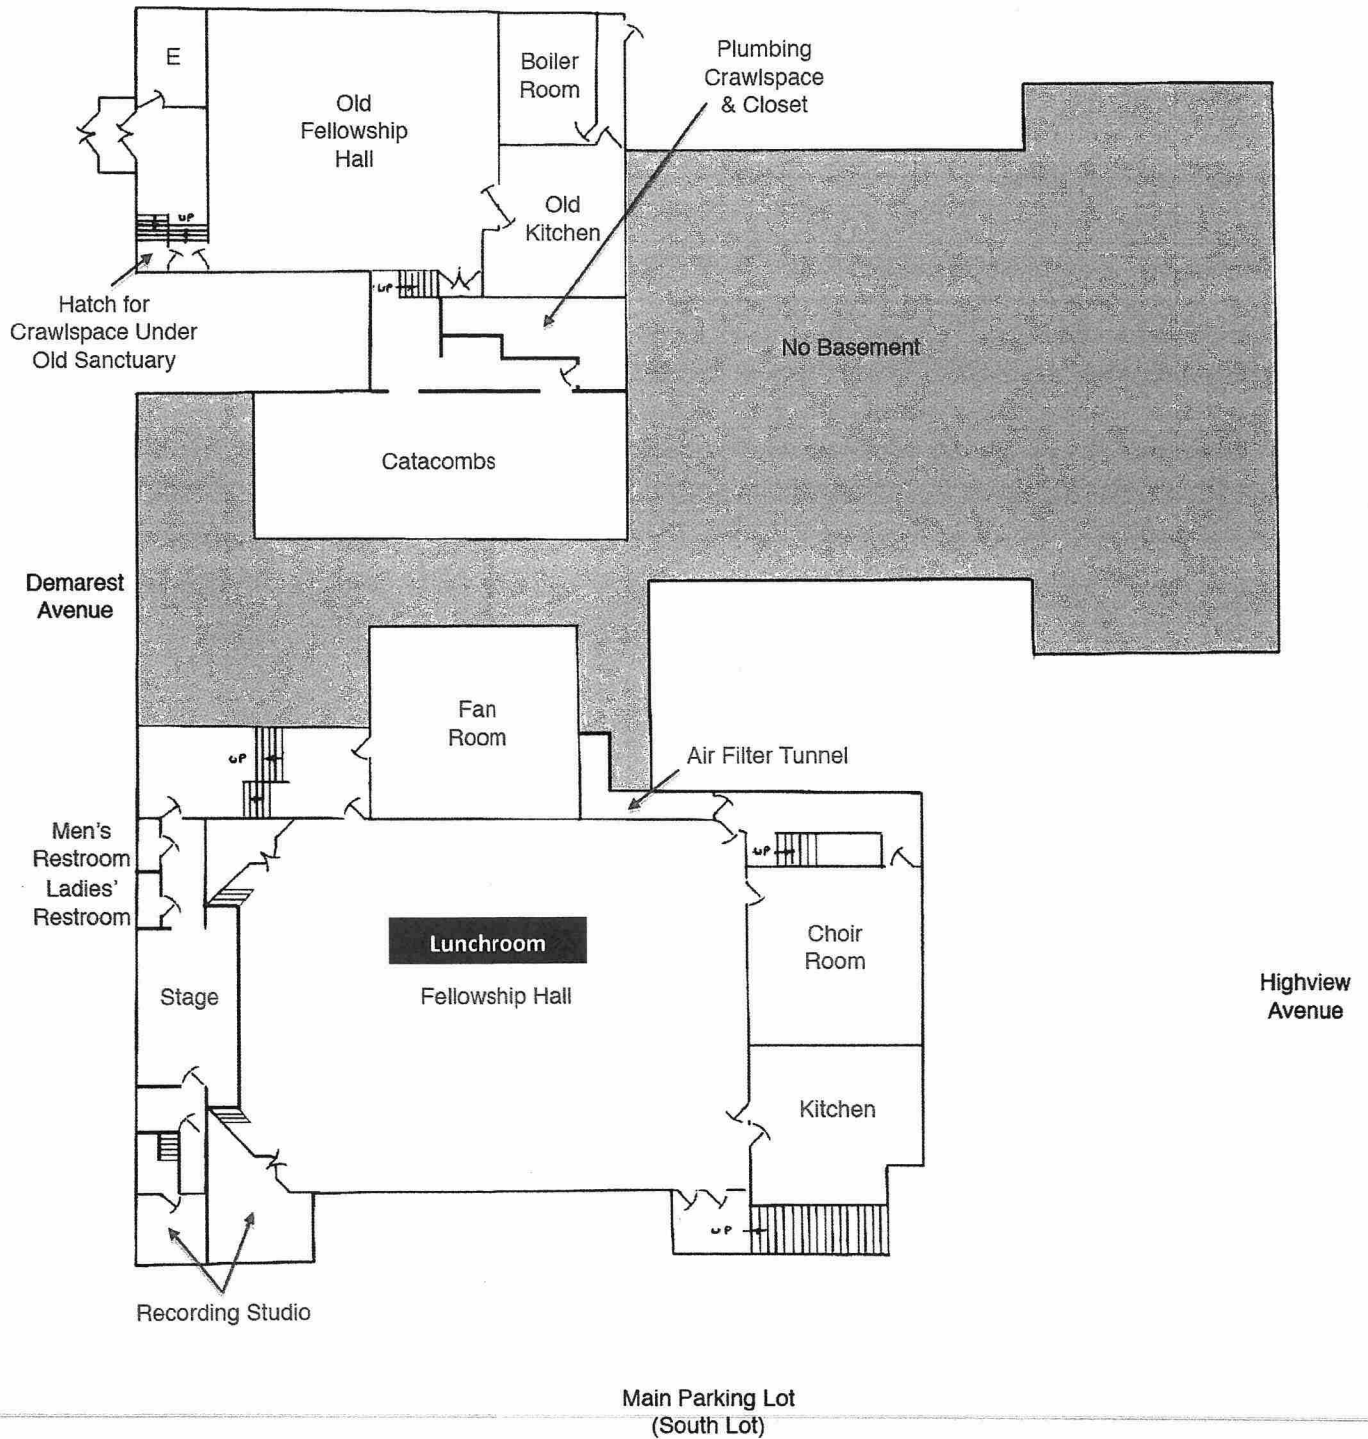 E
Old
Fellowship
Hall
Boiler
Room
Plumbing
Crawlspace
& Closet
Old
Kitchen
UP
UP
Hatch for
Crawlspace Under
Old Sanctuary
No Basement
Catacombs
Demarest
Avenue
Fan
Room
UP
Air Filter Tunnel
Men's
Restroom
Ladies'
Restroom
UP
Lunchroom
Fellowship Hall
Choir
Room
Stage
Highview
Avenue
Kitchen
UP
Recording Studio
Main Parking Lot
(South Lot)